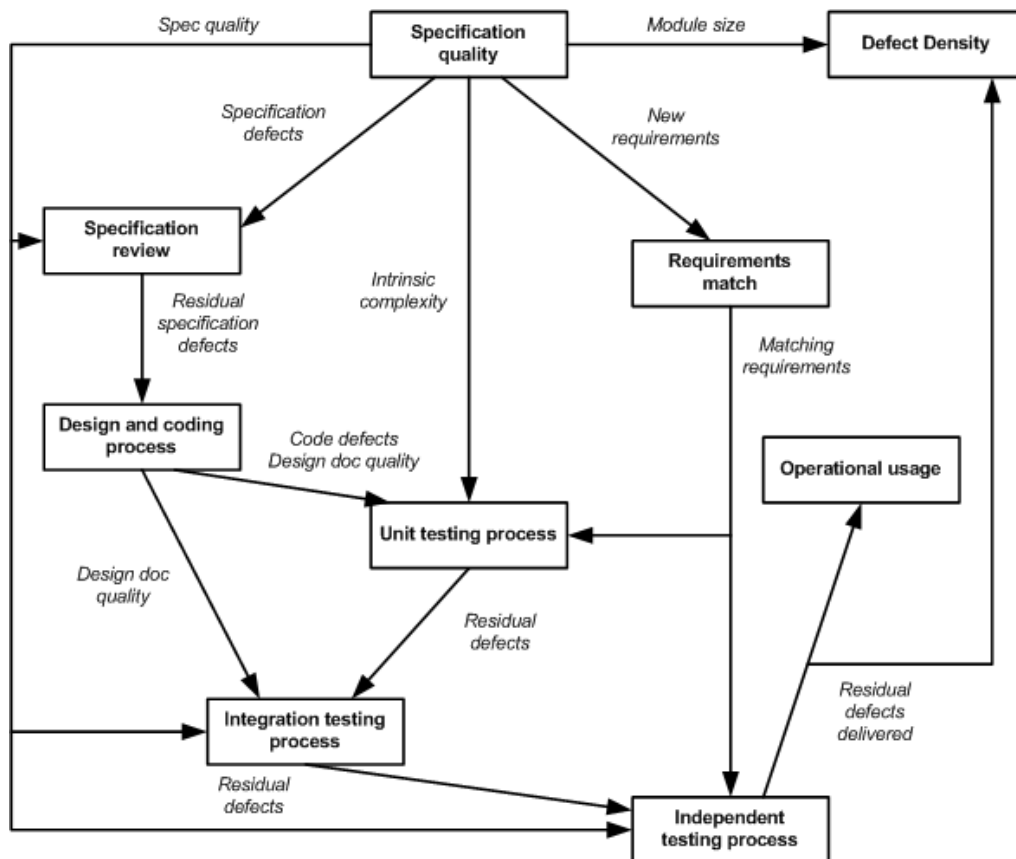 Spec quality
Specification
quality
Module size
Defect Density
Specification
defects
New
requirements
Specification
review
Intrinsic
complexity
Requirements
match
Residual
specification
defects
Matching
requirements
Design and coding
process
Code defects
Design doc quality
Operational usage
Unit testing process
Design doc
quality
Residual
defects
Residual
defects
delivered
Integration testing
process
Residual
defects
Independent
testing process